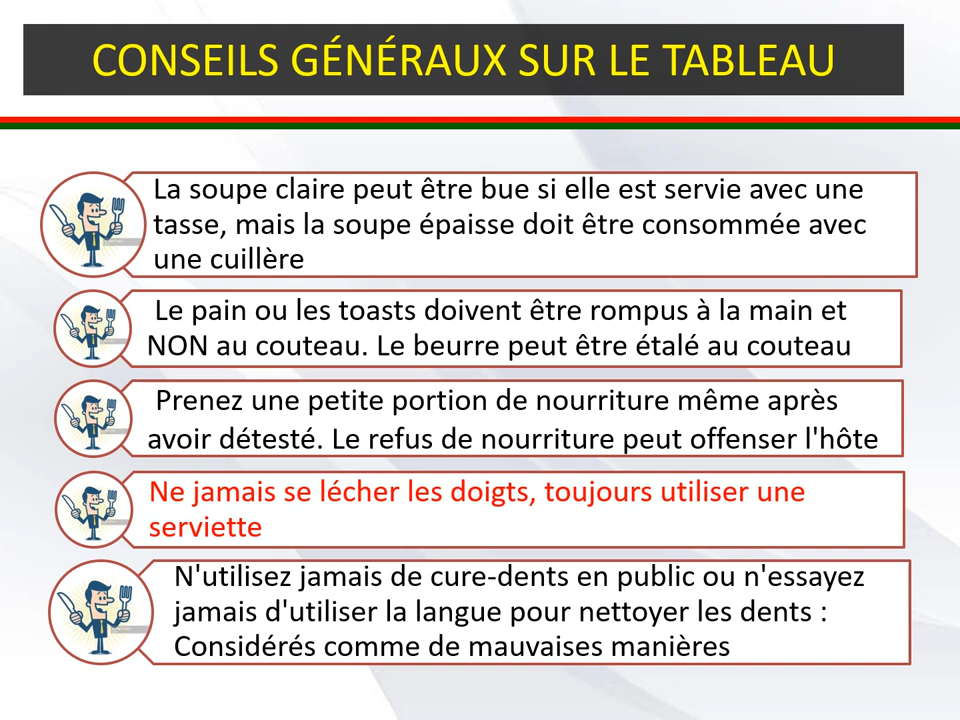 CONSEILS GÉNÉRAUX SUR LE TABLEAU
La soupe claire peut être bue si elle est servie avec une
tasse, mais la soupe épaisse doit être consommée avec
une cuillère
Le pain ou les toasts doivent être rompus à la main et
NON au couteau. Le beurre peut être étalé au couteau
Prenez une petite portion de nourriture même après
avoir détesté. Le refus de nourriture peut offenser l'hôte
Ne jamais se lécher les doigts, toujours utiliser une
serviette
N'utilisez jamais de cure-dents en public ou n'essayez
jamais d'utiliser la langue pour nettoyer les dents :
Considérés comme de mauvaises manières